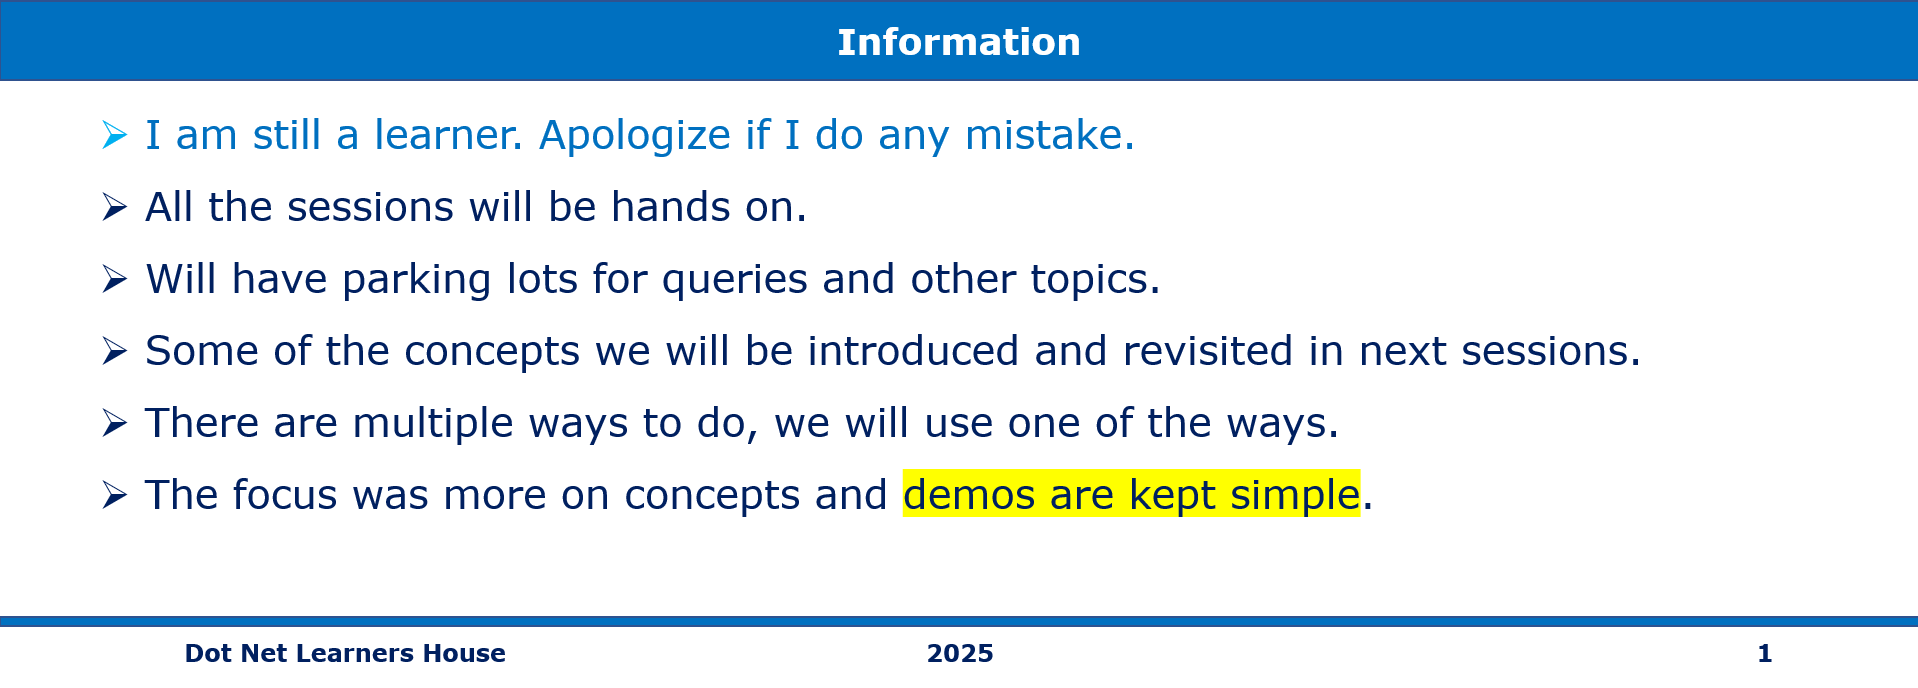 Information
➢ I am still a learner. Apologize if I do any mistake.
➢ All the sessions will be hands on.
➢ Will have parking lots for queries and other topics.
➢ Some of the concepts we will be introduced and revisited in next sessions.
➢ There are multiple ways to do, we will use one of the ways.
➢ The focus was more on concepts and demos are kept simple.
Dot Net Learners House 2025 1